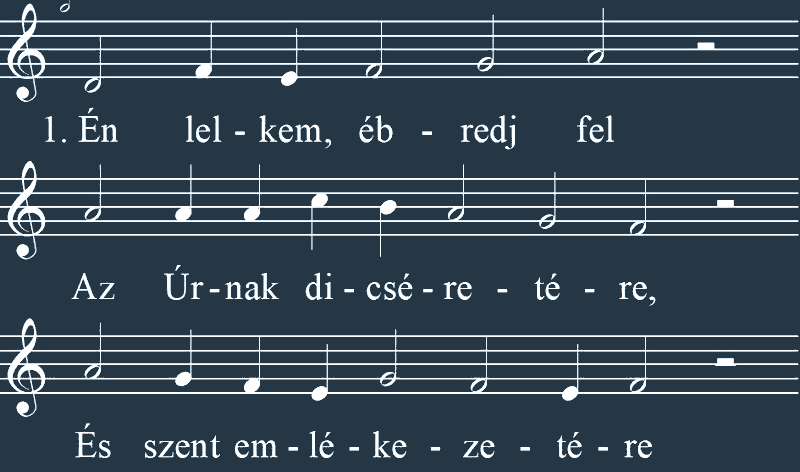 1. Én lel - kem, éb - redj fel
Az Úr - nak di - csé - re - té - re,
És szent em - lé - ke - ze - té - re